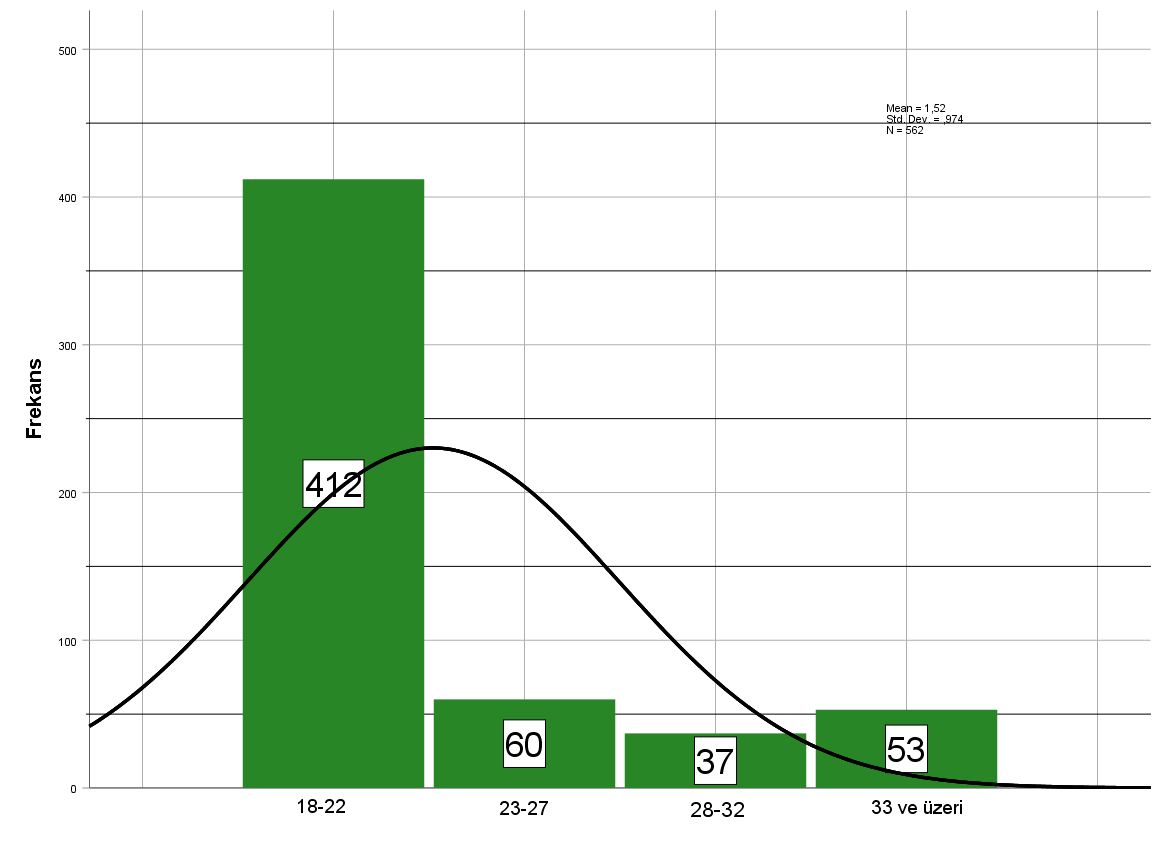 500
Mean = 1,52
Std. Dev. = ,974
N = 562
400
300
Frekans
412
200
100
60
37
53
0
18-22
23-27
28-32
33 ve üzeri